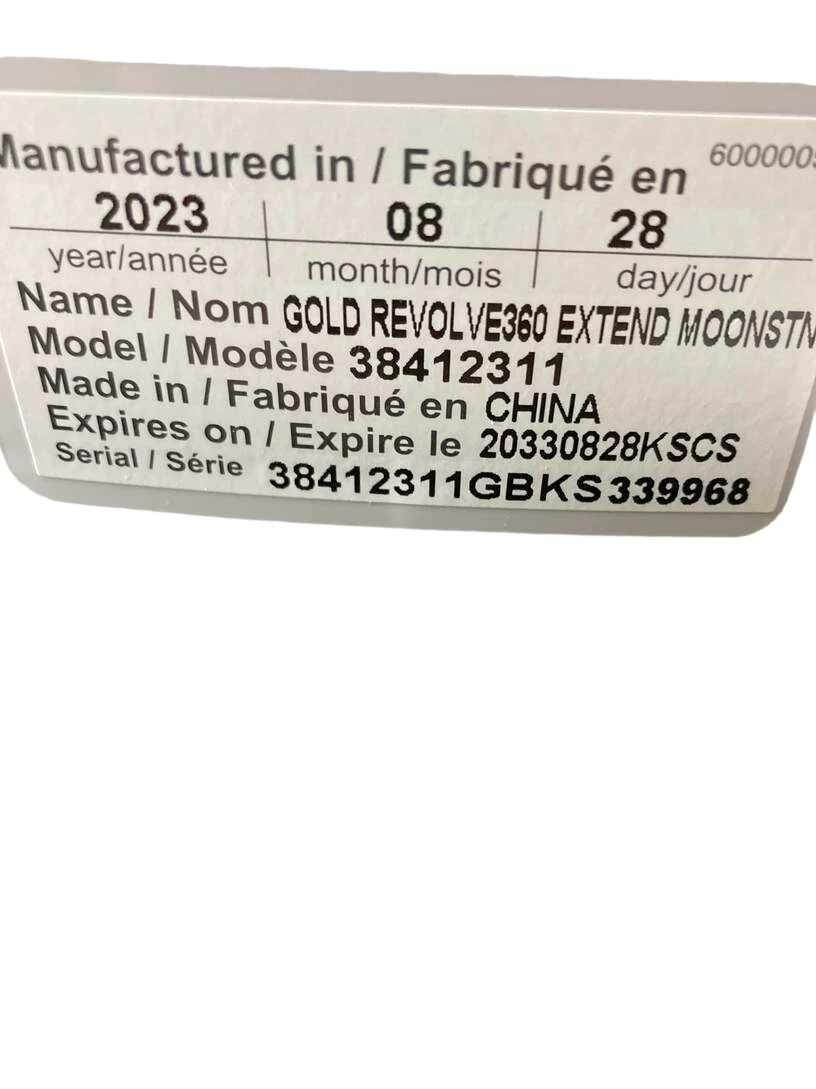 Manufactured in / Fabriqué en 6000005
2023 08 28
year/année month/mois day/jour
Name / Nom GOLD REVOLVE360 EXTEND MOONSTN
Model / Modèle 38412311
Made in / Fabriqué en CHINA
Expires on / Expire le 20330828KSCS
Serial / Série 38412311GBKS339968